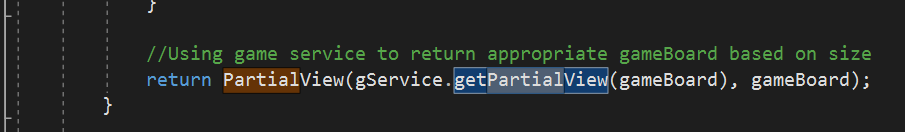 }
//Using game service to return appropriate gameBoard based on size
return PartialView(gService.getPartialView(gameBoard), gameBoard);
}